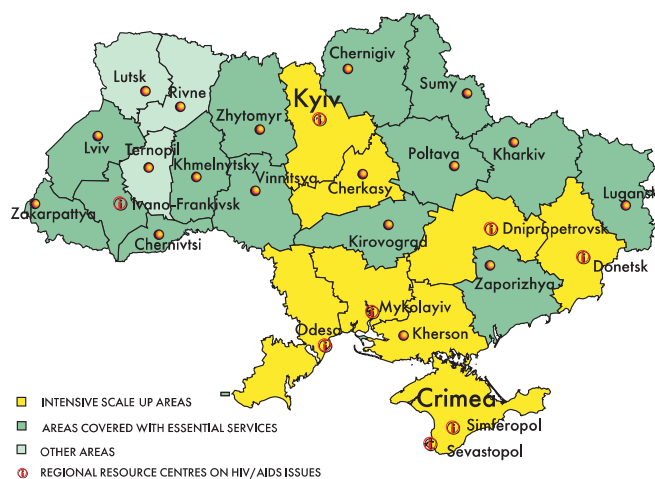 Chernigiv
Lutsk
Sumy
Rivne
Kyiv
Zhytomyr
Lviv
Ternopil
Poltava
Kharkiv
Khmelnytsky
Vinnitsya
Cherkasy
Lugansk
Zakarpattya
Ivano-Frankivsk
Chernivtsi
Kirovograd
Dnipropetrovsk
Donetsk
Zaporizhya
Mykolayiv
Odesa
Kherson
Crimea
Simferopol
Sevastopol
INTENSIVE SCALE UP AREAS
AREAS COVERED WITH ESSENTIAL SERVICES
OTHER AREAS
REGIONAL RESOURCE CENTRES ON HIV/AIDS ISSUES